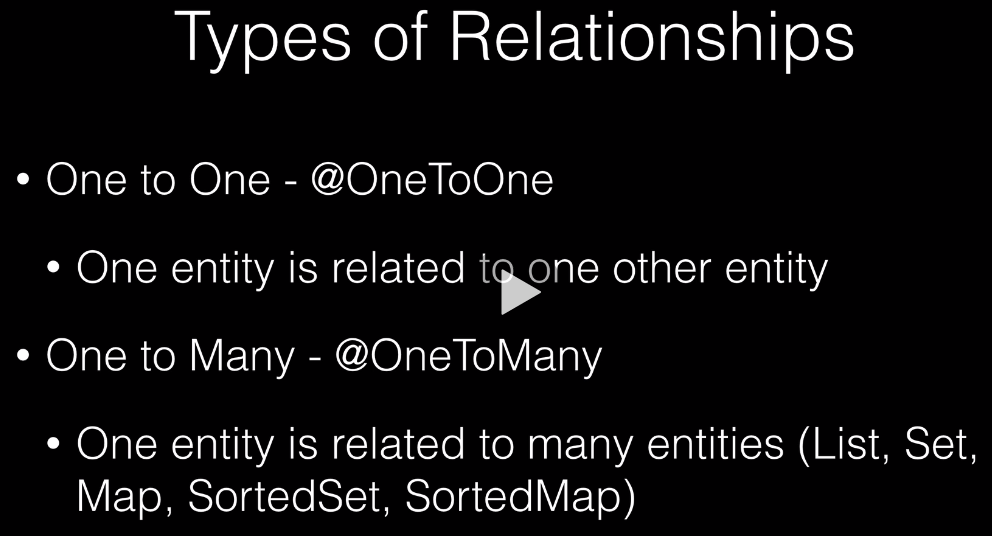 Types of Relationships
• One to One - @OneToOne
• One entity is related to one other entity
• One to Many - @OneToMany
• One entity is related to many entities (List, Set,
Map, SortedSet, SortedMap)